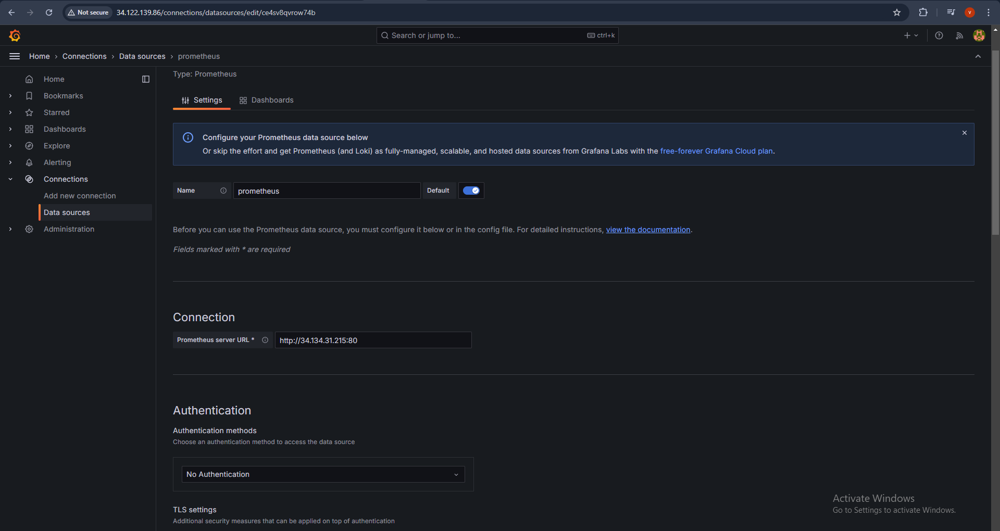 Not secure 34.122.139.86/connections/datasources/edit/ce4sv8qvrow74b
V
Search or jump to... ctrl+k
Home › Connections › Data sources › prometheus
Home
Bookmarks
Starred
Dashboards
Explore
Alerting
Connections
Add new connection
Data sources
Administration
Type: Prometheus
Settings Dashboards
Configure your Prometheus data source below
Or skip the effort and get Prometheus (and Loki) as fully-managed, scalable, and hosted data sources from Grafana Labs with the free-forever Grafana Cloud plan.
Name prometheus Default
Before you can use the Prometheus data source, you must configure it below or in the config file. For detailed instructions, view the documentation.
Fields marked with * are required
Connection
Prometheus server URL * http://34.134.31.215:80
Authentication
Authentication methods
Choose an authentication method to access the data source
No Authentication
TLS settings
Additional security measures that can be applied on top of authentication
Activate Windows
Go to Settings to activate Windows.